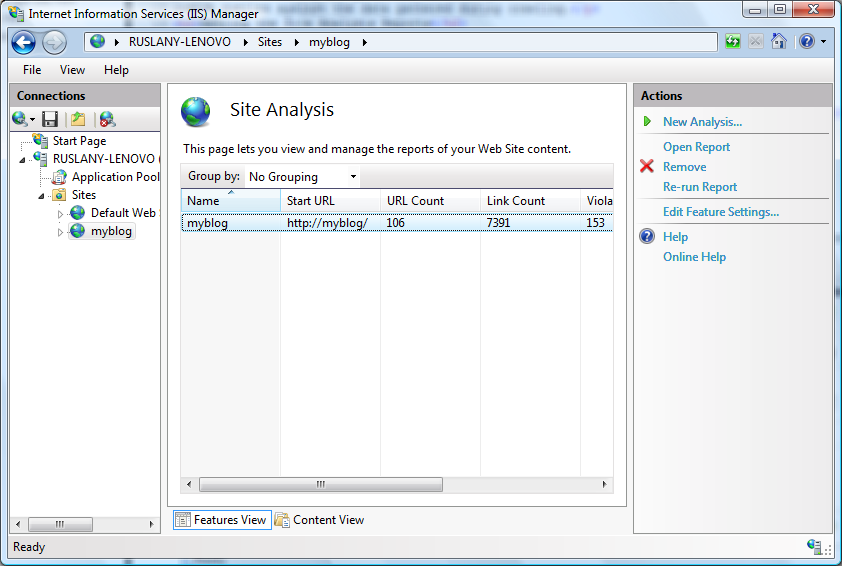 Internet Information Services (IIS) Manager
RUSLANY-LENOVO Sites myblog
File View Help
Connections
Start Page
RUSLANY-LENOVO (
Application Pool
Sites
Default Web
myblog
Site Analysis
This page lets you view and manage the reports of your Web Site content.
Group by: No Grouping
Name Start URL URL Count Link Count Viola
myblog http://myblog/ 106 7391 153
Features View Content View
Actions
New Analysis...
Open Report
Remove
Re-run Report
Edit Feature Settings...
Help
Online Help
Ready